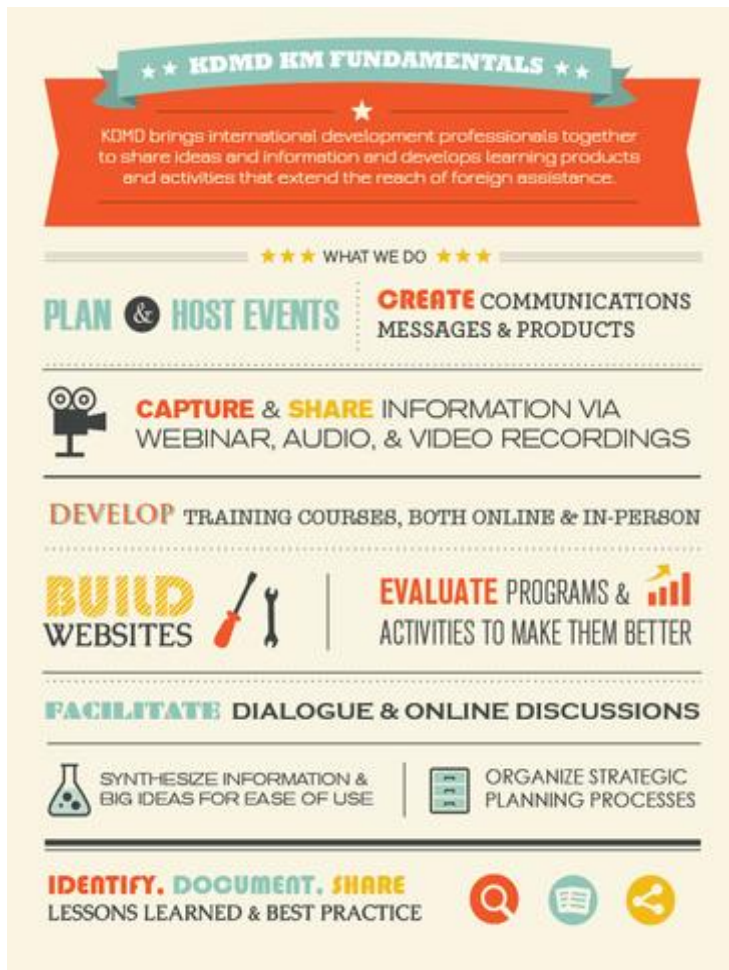 KDMD KM FUNDAMENTALS
KDMD brings international development professionals together
to share ideas and information and develops learning products
and activities that extend the reach of foreign assistance.
WHAT WE DO
PLAN & HOST EVENTS
CREATE COMMUNICATIONS
MESSAGES & PRODUCTS
CAPTURE & SHARE INFORMATION VIA
WEBINAR, AUDIO, & VIDEO RECORDINGS
DEVELOP TRAINING COURSES, BOTH ONLINE & IN-PERSON
BUILD
WEBSITES
EVALUATE PROGRAMS &
ACTIVITIES TO MAKE THEM BETTER
FACILITATE DIALOGUE & ONLINE DISCUSSIONS
SYNTHESIZE INFORMATION &
BIG IDEAS FOR EASE OF USE
ORGANIZE STRATEGIC
PLANNING PROCESSES
IDENTIFY. DOCUMENT. SHARE
LESSONS LEARNED & BEST PRACTICE